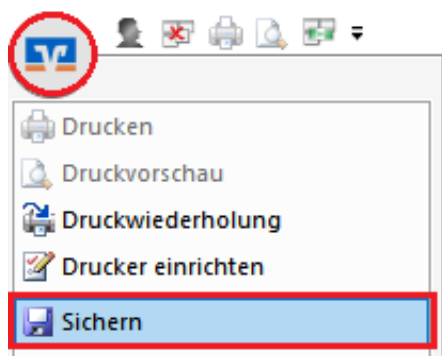 Drucken
Druckvorschau
Druckwiederholung
Drucker einrichten
Sichern